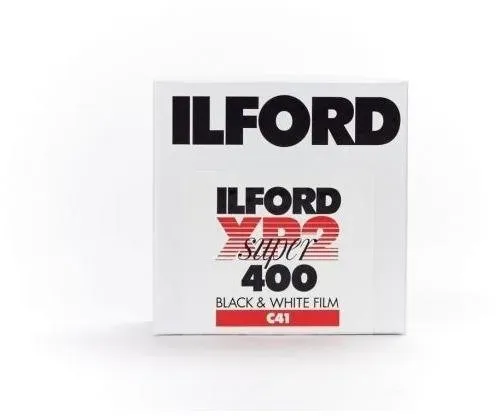 ILFORD
ILFORD
XP2
super
400
BLACK & WHITE FILM
C41